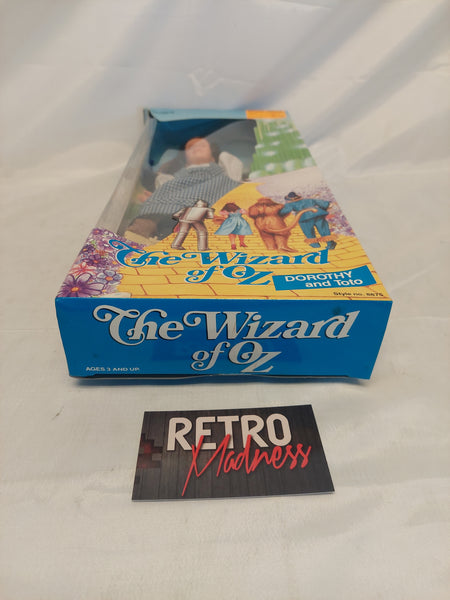 The Wizard
of Oz
DOROTHY
and Toto
Style no. 8875
The Wizard
of Oz
AGES 3 AND UP.
RETRO
Madness